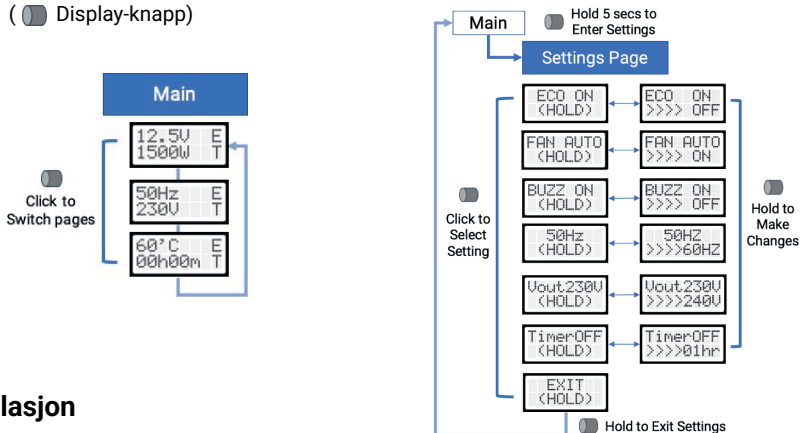 ( Display-knapp)
Main
12.5V E
1500W T
50Hz E
230V T
60°C E
00h00m T
Click to
Switch pages
Main
Hold 5 secs to
Enter Settings
Settings Page
ECO ON
(HOLD)
ECO ON
>>>> OFF
FAN AUTO
(HOLD)
FAN AUTO
>>>> ON
BUZZ ON
(HOLD)
BUZZ ON
>>>> OFF
50Hz
(HOLD)
50HZ
>>>>60HZ
Vout230V
(HOLD)
Vout230V
>>>>240V
TimerOFF
(HOLD)
TimerOFF
>>>>01hr
EXIT
(HOLD)
Click to
Select
Setting
Hold to
Make
Changes
Hold to Exit Settings
lasjon